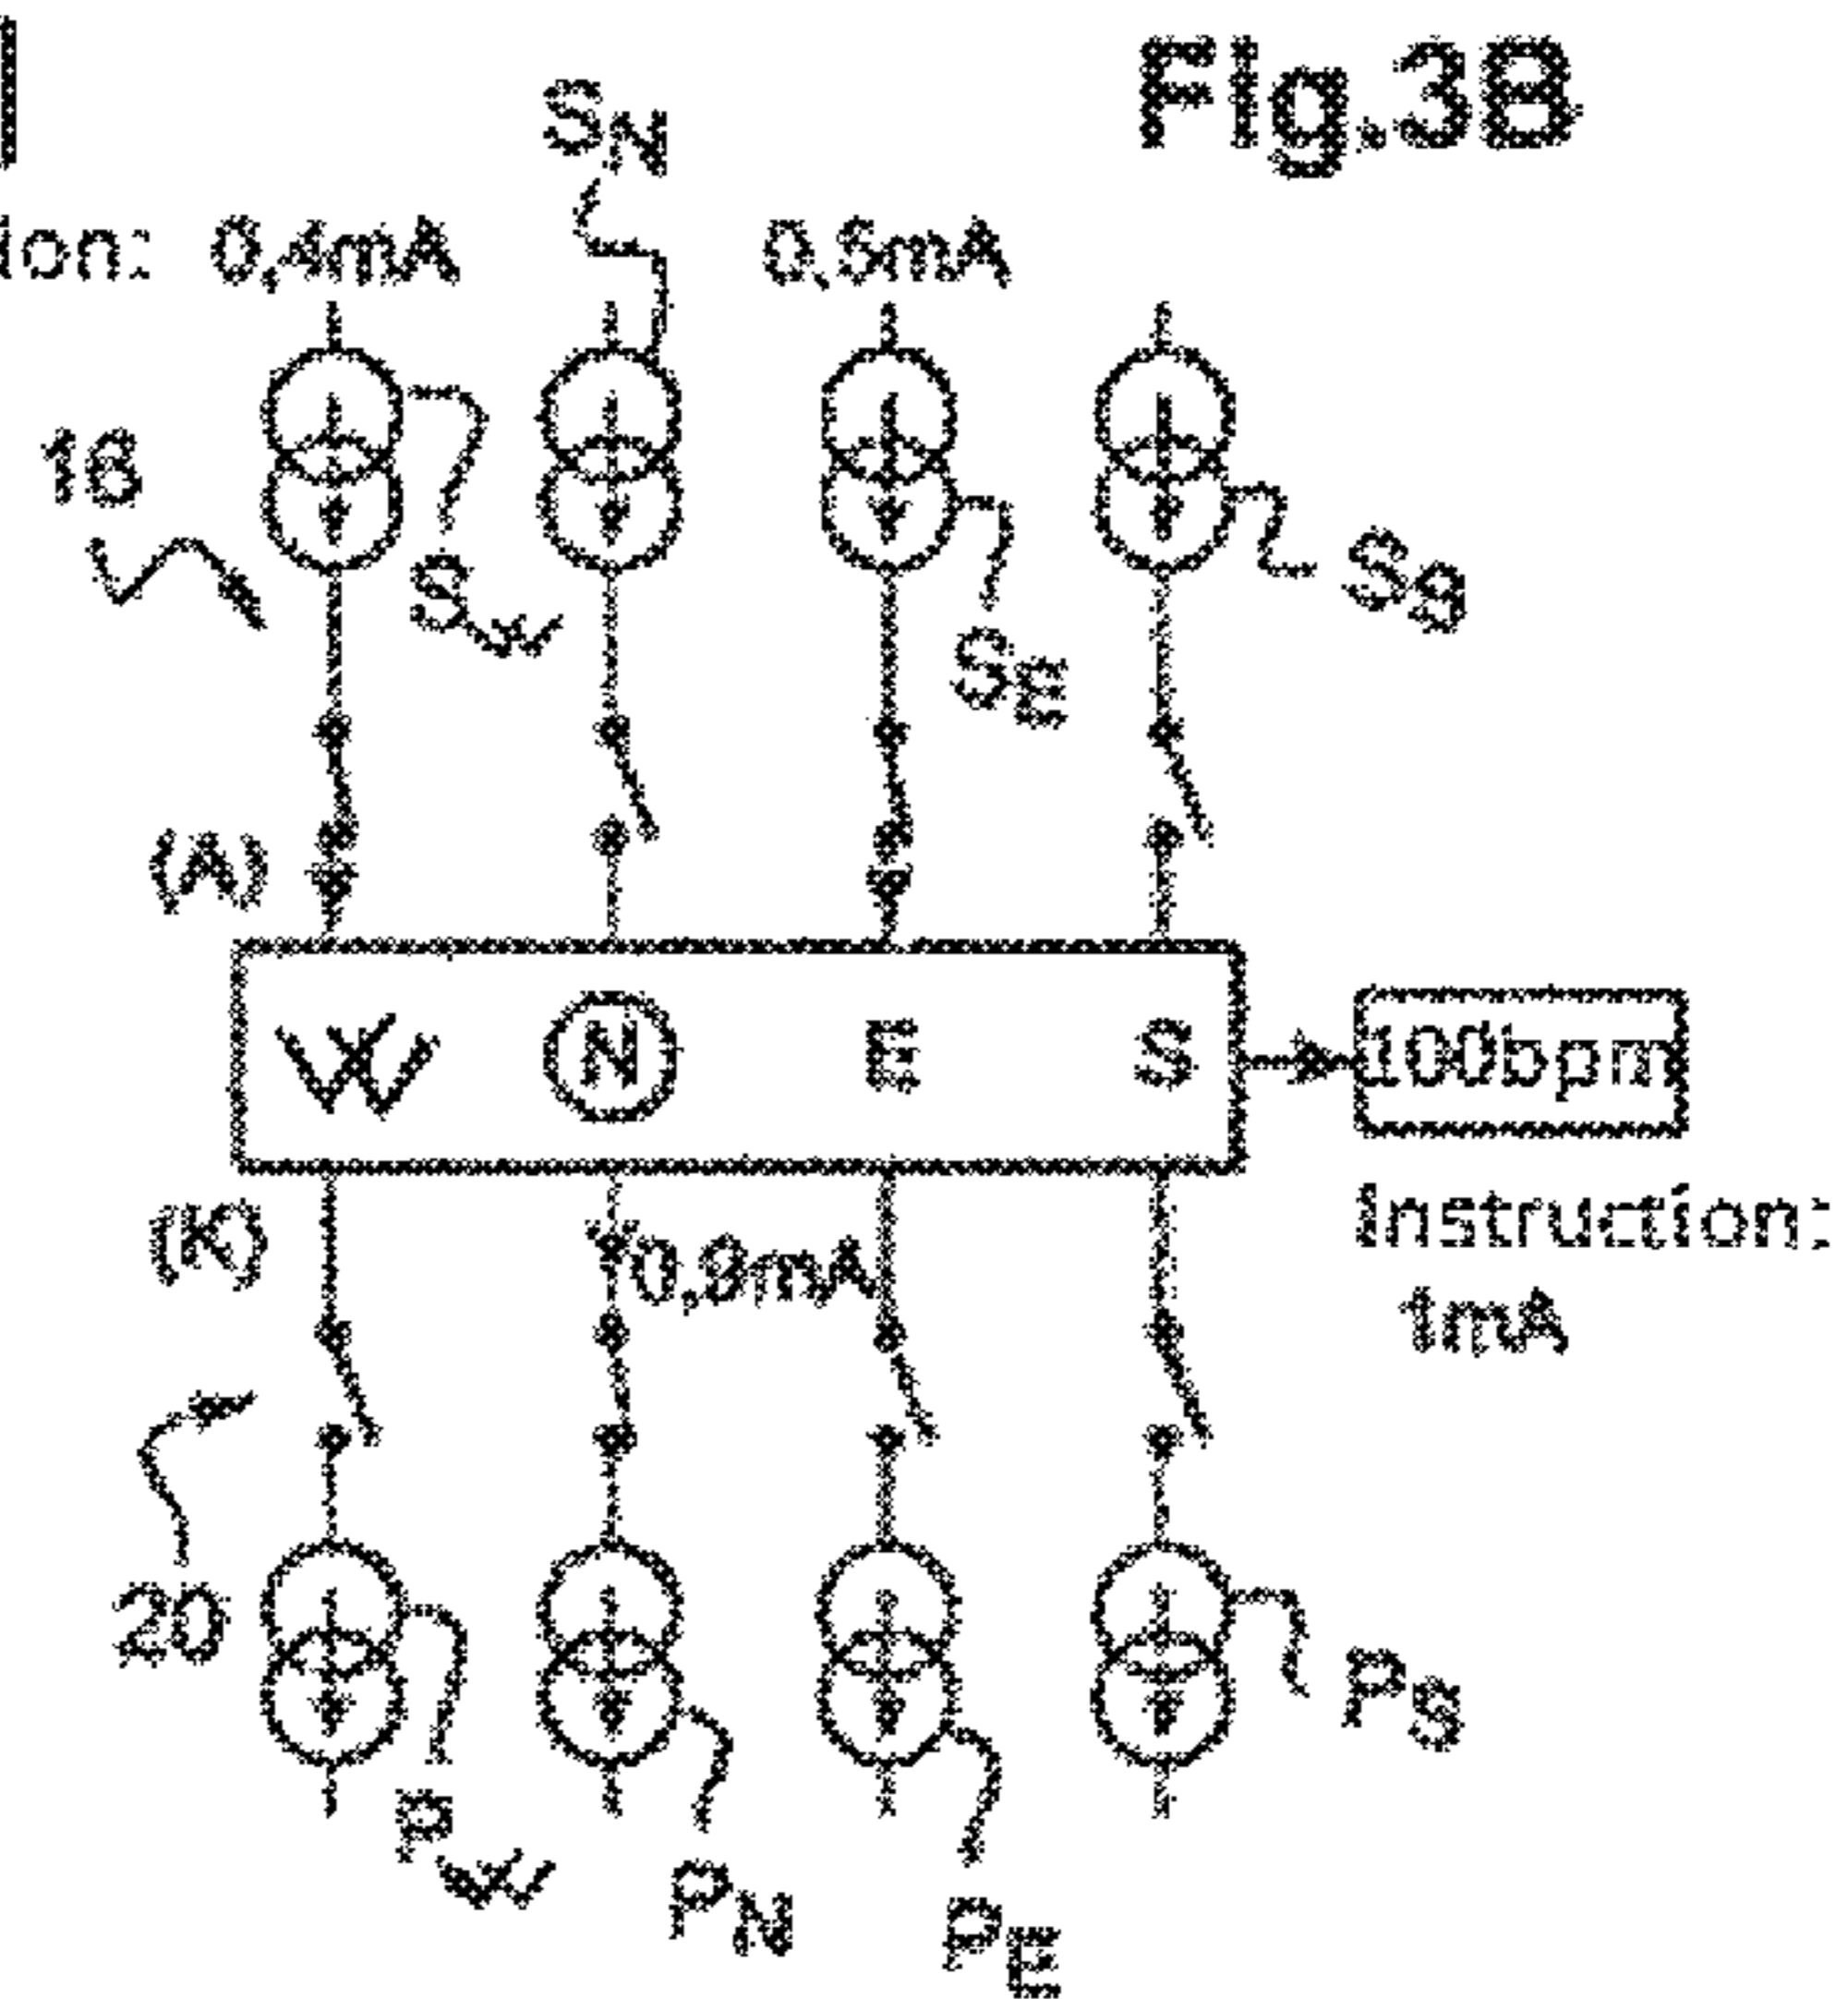 Fig.3B
S_N
ion: 0,4mA 0,5mA
16
S_W
S_S
S_E
(A)
W N E S 100bpm
(K) Instruction:
0,9mA
1mA
20
P_S
P_W
P_N
P_E